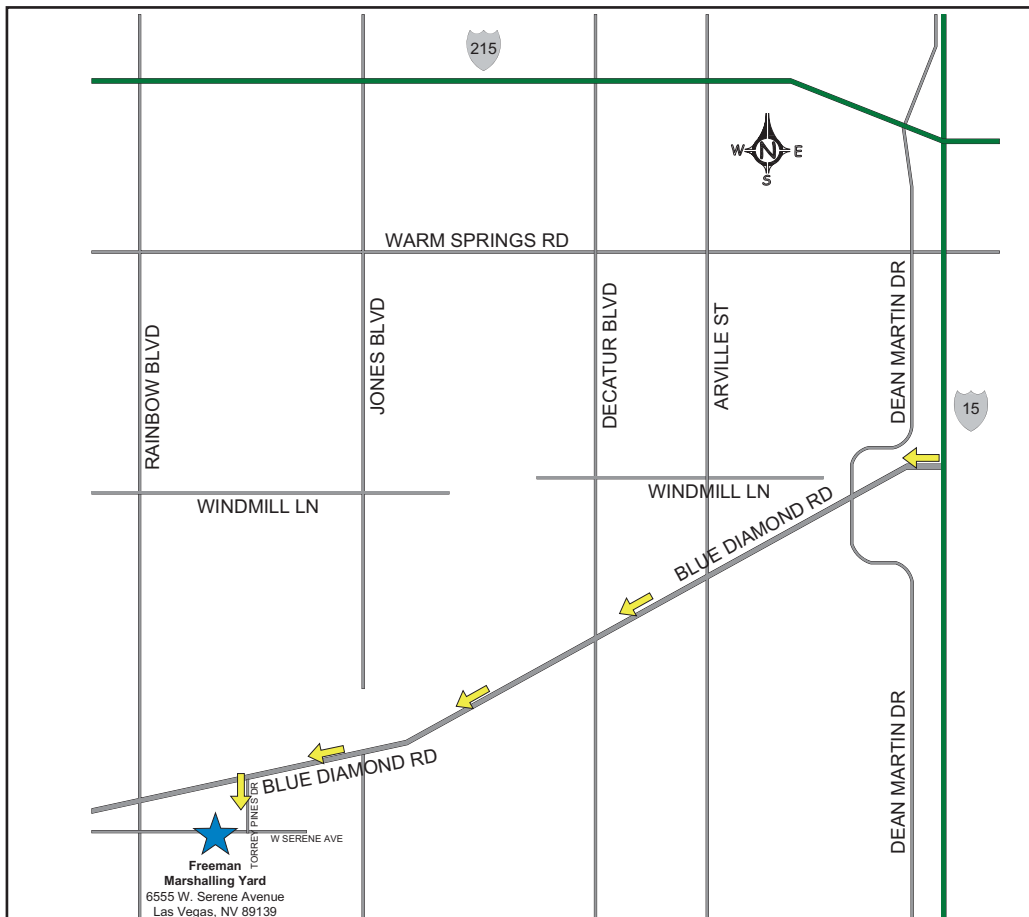 215
N
W
E
S
WARM SPRINGS RD
RAINBOW BLVD
JONES BLVD
DECATUR BLVD
ARVILLE ST
DEAN MARTIN DR
15
WINDMILL LN
WINDMILL LN
BLUE DIAMOND RD
BLUE DIAMOND RD
DEAN MARTIN DR
TORREY PINES DR
W SERENE AVE
Freeman
Marshalling Yard
6555 W. Serene Avenue
Las Vegas, NV 89139